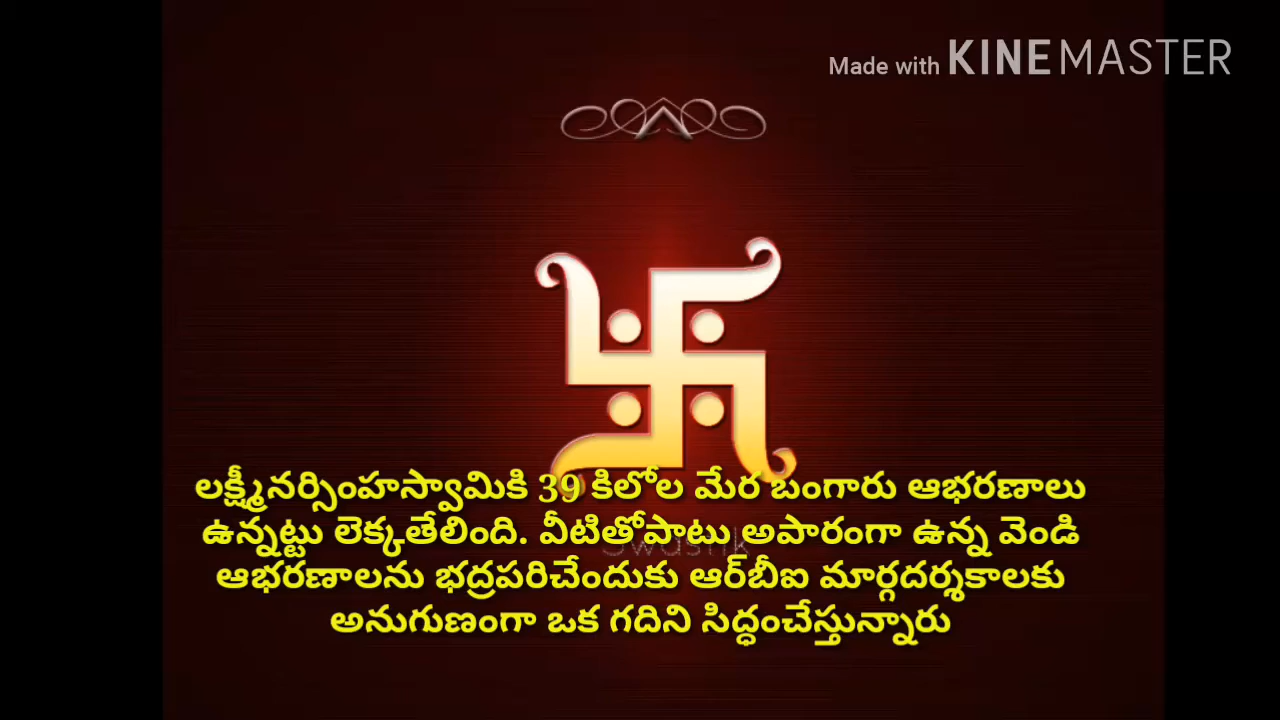 Made with KINEMASTER
Swastik
లక్ష్మీనర్సింహస్వామికి 39 కిలోల మేర బంగారు ఆభరణాలు
ఉన్నట్టు లెక్కతేలింది. వీటితోపాటు అపారంగా ఉన్న వెండి
ఆభరణాలను భద్రపరిచేందుకు ఆర్‌బీఐ మార్గదర్శకాలకు
అనుగుణంగా ఒక గదిని సిద్ధంచేస్తున్నారు